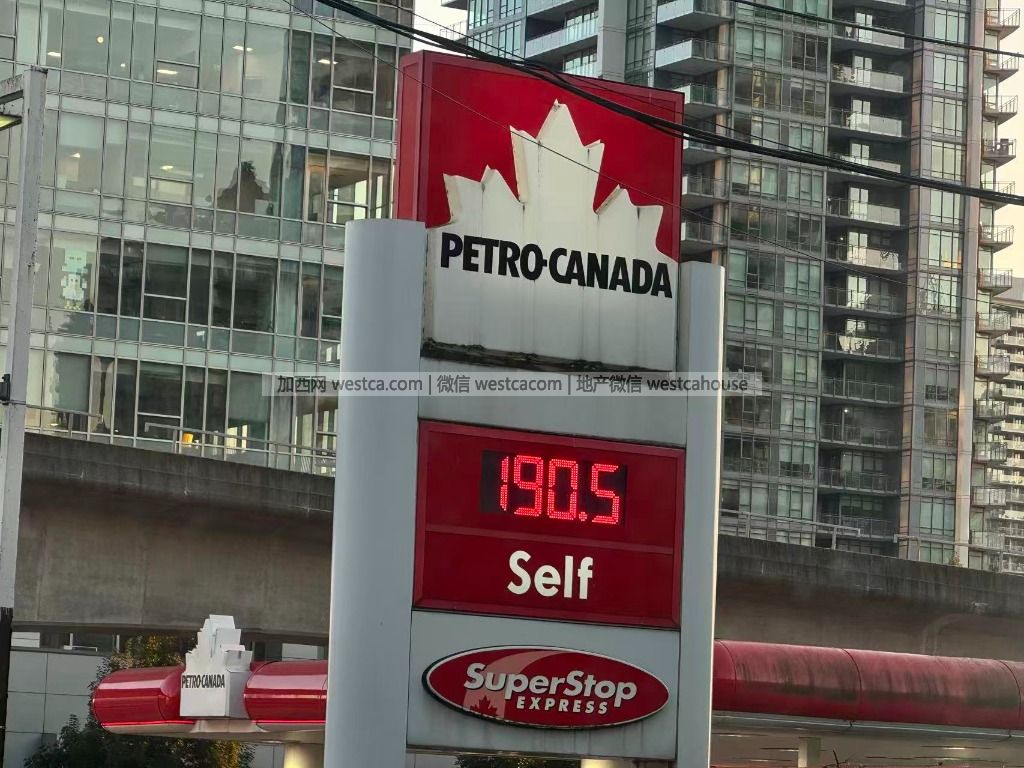 PETRO-CANADA
加西网 westca.com | 微信 westcacom | 地产微信 westcahouse
190.5
Self
SuperStop
EXPRESS
PETRO-CANADA